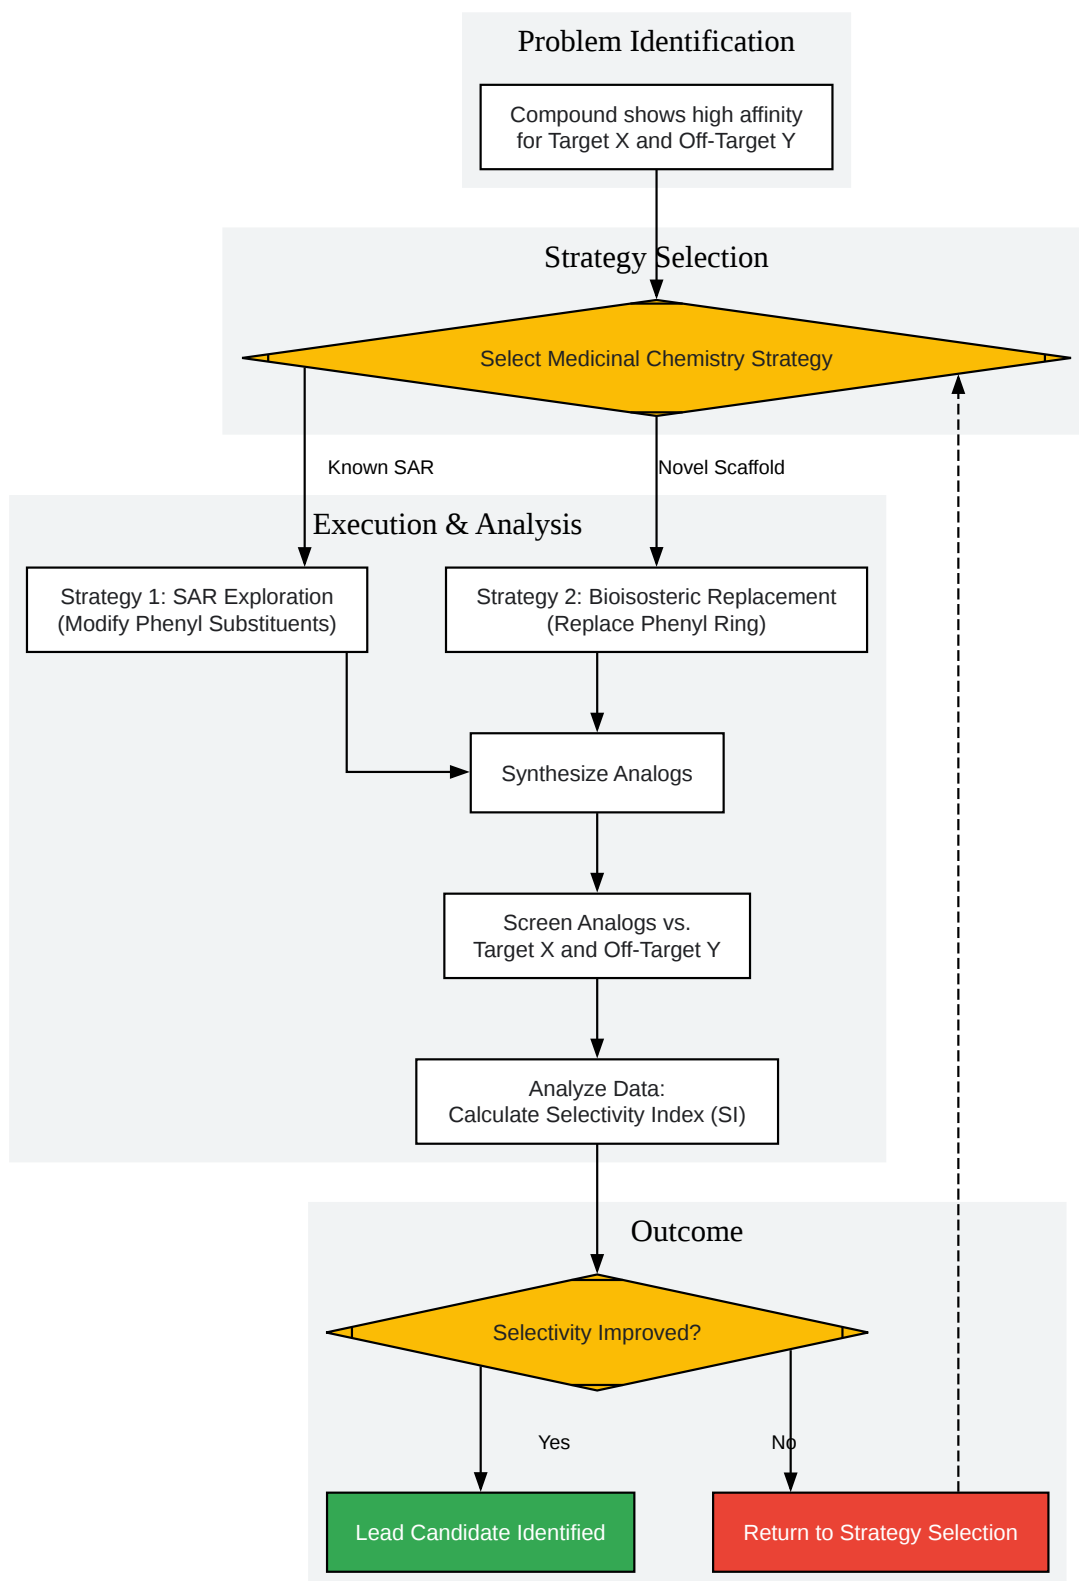 Problem Identification
Compound shows high affinity
for Target X and Off-Target Y
Strategy Selection
Select Medicinal Chemistry Strategy
Known SAR
Novel Scaffold
Execution & Analysis
Strategy 1: SAR Exploration
(Modify Phenyl Substituents)
Strategy 2: Bioisosteric Replacement
(Replace Phenyl Ring)
Synthesize Analogs
Screen Analogs vs.
Target X and Off-Target Y
Analyze Data:
Calculate Selectivity Index (SI)
Outcome
Selectivity Improved?
Yes
No
Lead Candidate Identified
Return to Strategy Selection